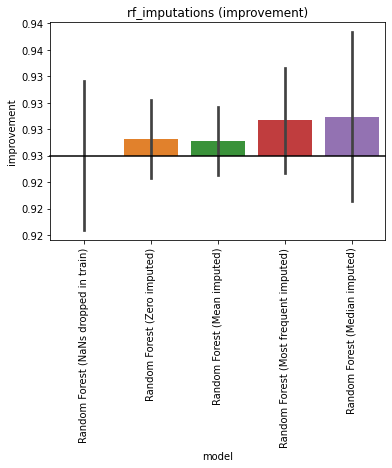 rf_imputations (improvement)
0.94
0.94
0.93
0.93
0.93
0.93
0.92
0.92
0.92
improvement
Random Forest (NaNs dropped in train)
Random Forest (Zero imputed)
Random Forest (Mean imputed)
Random Forest (Most frequent imputed)
Random Forest (Median imputed)
model